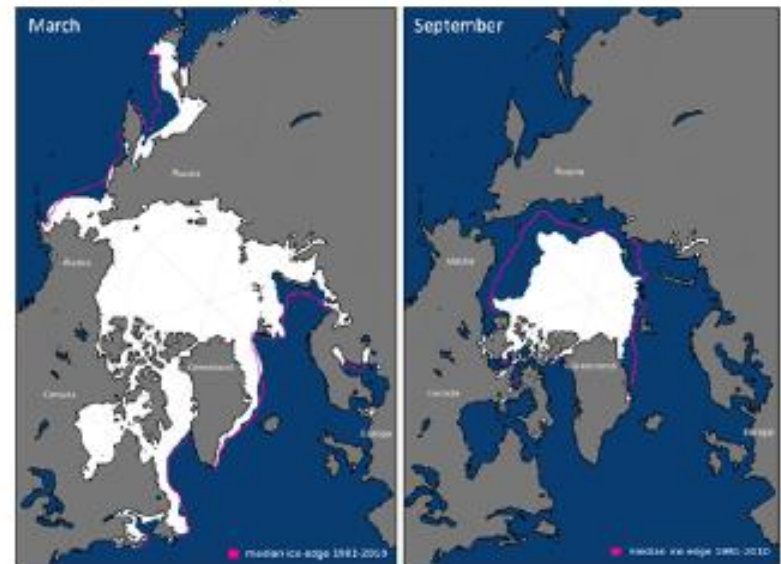 March
Russia
Alaska
Greenland
Canada
Europe
median ice edge 1981-2010
September
Russia
Alaska
Greenland
Canada
Europe
median ice edge 1981-2010